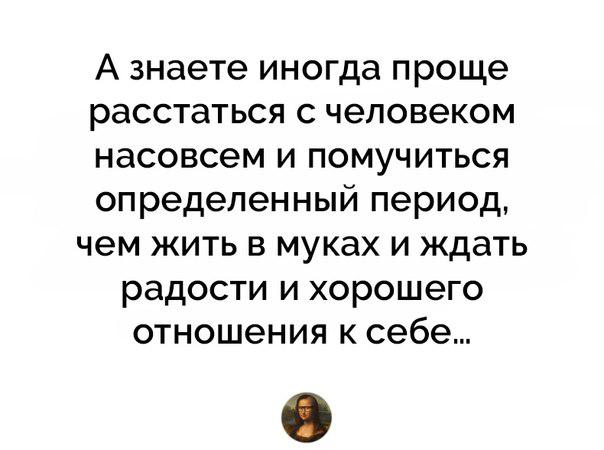 А знаете иногда проще
расстаться с человеком
насовсем и помучиться
определенный период,
чем жить в муках и ждать
радости и хорошего
отношения к себе...